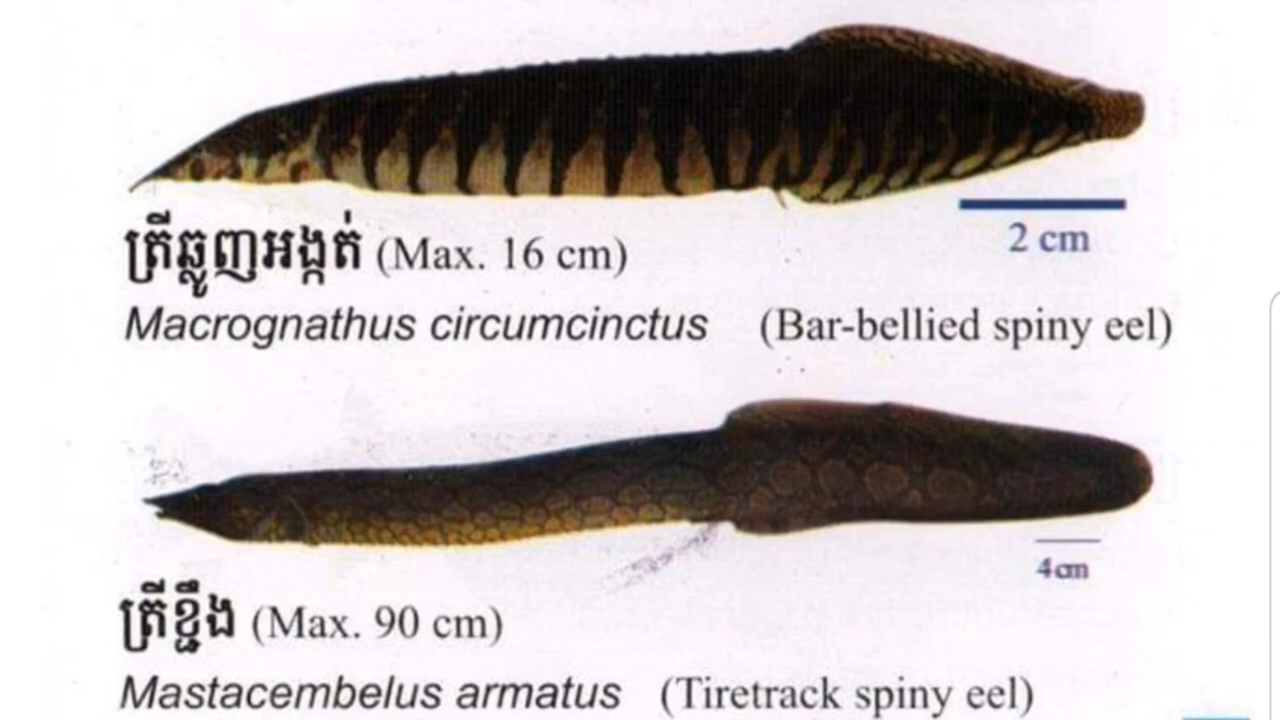 2 cm
ត្រីឆ្លូញអង្កត់ (Max. 16 cm)
Macrognathus circumcinctus (Bar-bellied spiny eel)
4cm
ត្រីខ្ជឹង (Max. 90 cm)
Mastacembelus armatus (Tiretrack spiny eel)